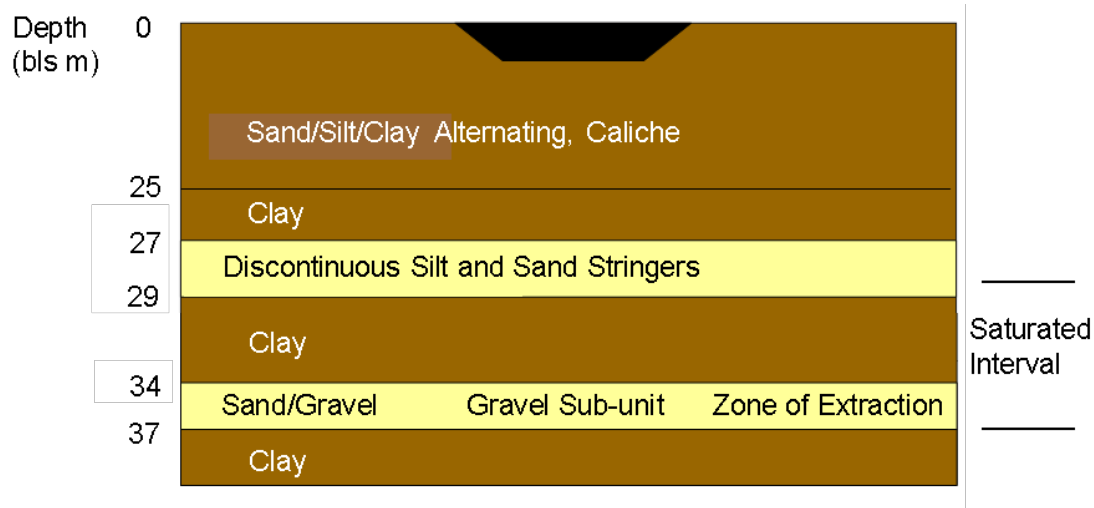 Depth 0
(bls m)
Sand/Silt/Clay Alternating, Caliche
25
Clay
27
Discontinuous Silt and Sand Stringers
29
Saturated
Interval
Clay
34
Sand/Gravel Gravel Sub-unit Zone of Extraction
37
Clay